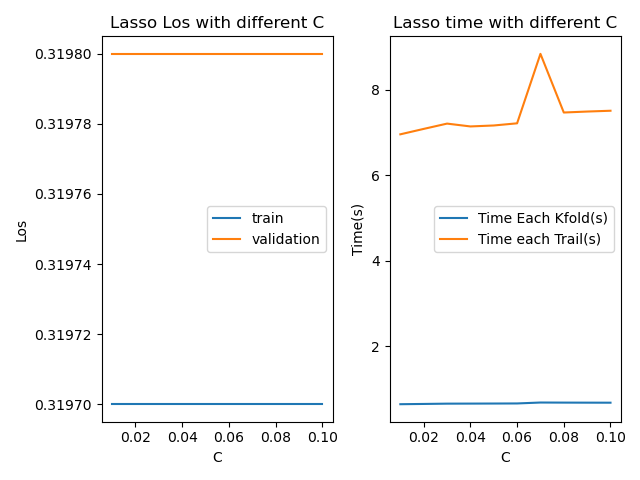 Lasso Los with different C
0.31980
0.31978
0.31976
0.31974
0.31972
0.31970
Los
train
validation
0.02 0.04 0.06 0.08 0.10
C
Lasso time with different C
8
6
4
2
Time(s)
Time Each Kfold(s)
Time each Trail(s)
0.02 0.04 0.06 0.08 0.10
C